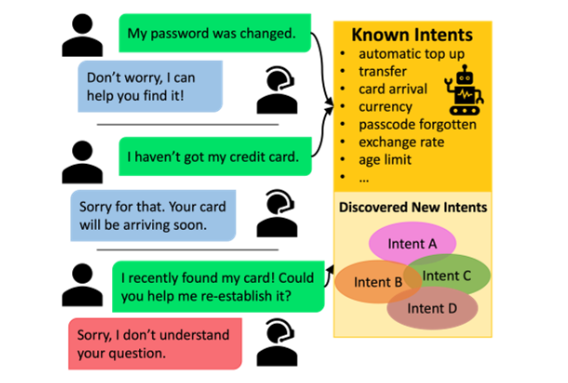 My password was changed.
Don't worry, I can
help you find it!
I haven't got my credit card.
Sorry for that. Your card
will be arriving soon.
I recently found my card! Could
you help me re-establish it?
Sorry, I don't understand
your question.
Known Intents
• automatic top up
• transfer
• card arrival
• currency
• passcode forgotten
• exchange rate
• age limit
• ...
Discovered New Intents
Intent A
Intent B
Intent C
Intent D